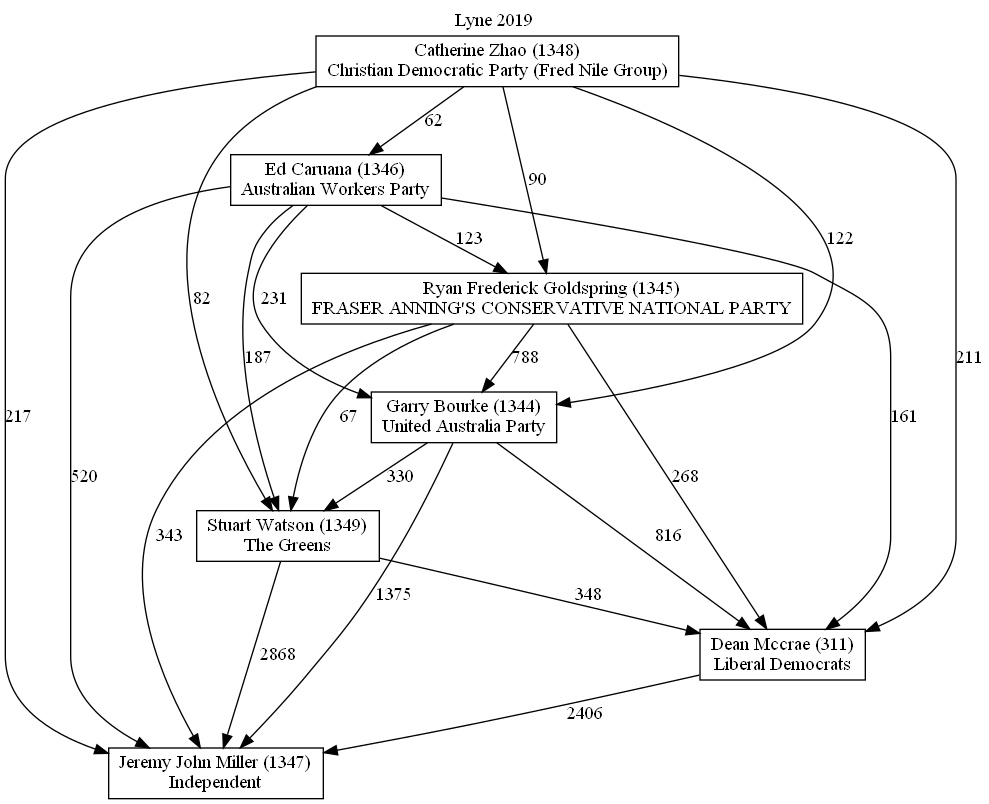 Lyne 2019
Catherine Zhao (1348)
Christian Democratic Party (Fred Nile Group)
62
Ed Caruana (1346)
Australian Workers Party
90
123
122
Ryan Frederick Goldspring (1345)
FRASER ANNING'S CONSERVATIVE NATIONAL PARTY
82
231
187
788
211
Garry Bourke (1344)
United Australia Party
217
67
161
520
330
268
Stuart Watson (1349)
The Greens
343
816
1375
348
Dean Mccrae (311)
Liberal Democrats
2868
2406
Jeremy John Miller (1347)
Independent